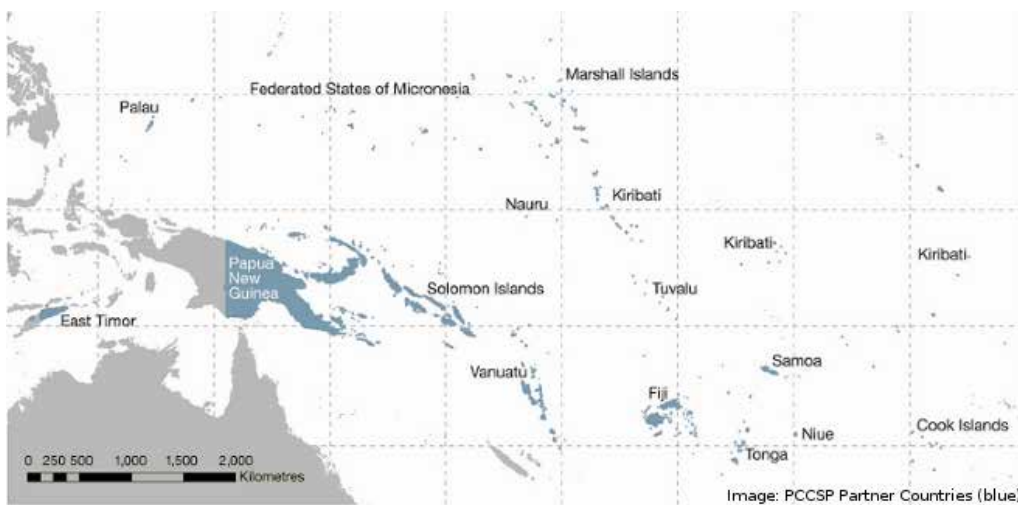 Marshall Islands
Federated States of Micronesia
Palau
Kiribati
Nauru
Kiribati
Kiribati
Papua
New
Guinea
Solomon Islands
Tuvalu
East Timor
Samoa
Vanuatu
Fiji
Cook Islands
Niue
Tonga
0 250 500 1,000 1,500 2,000
Kilometres
Image: PCCSP Partner Countries (blue)